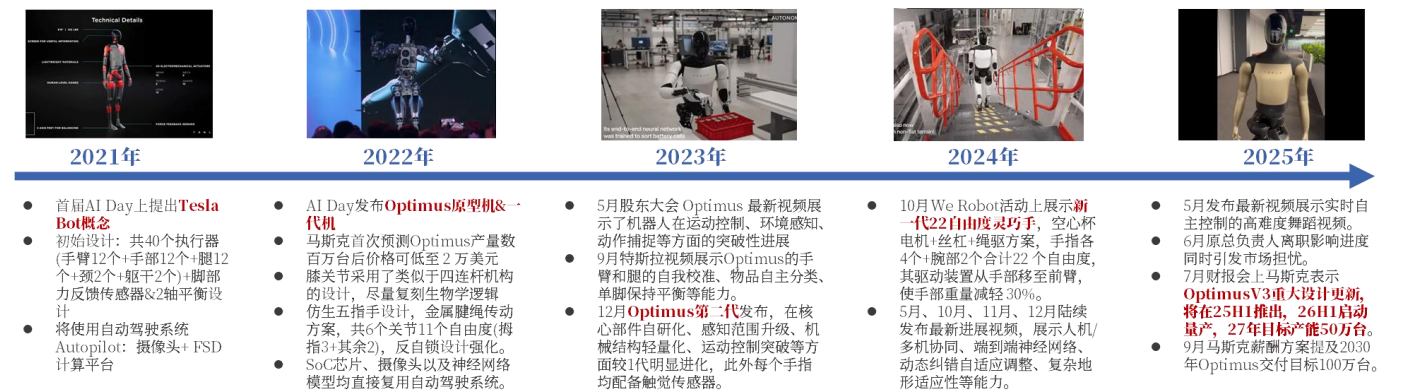 Technical Details
AUTONOM
Its end-to-end neural network
was trained to sort battery cells
2021年
2022年
2023年
2024年
2025年
● 首届AI Day上提出Tesla
Bot概念
● 初始设计：共40个执行器
(手臂12个+手部12个+腿12
个+颈2个+躯干2个)+脚部
力反馈传感器&2轴平衡设
计
● 将使用自动驾驶系统
Autopilot：摄像头+ FSD
计算平台
● AI Day发布Optimus原型机&一
代机
● 马斯克首次预测Optimus产量数
百万台后价格可低至 2 万美元
● 膝关节采用了类似于四连杆机构
的设计，尽量复刻生物学逻辑
● 仿生五指手设计，金属腱绳传动
方案，共6个关节11个自由度(拇
指3+其余2)，反自锁设计强化。
● SoC芯片、摄像头以及神经网络
模型均直接复用自动驾驶系统。
● 5月股东大会 Optimus 最新视频展
示了机器人在运动控制、环境感知、
动作捕捉等方面的突破性进展
● 9月特斯拉视频展示Optimus的手
臂和腿的自我校准、物品自主分类、
单脚保持平衡等能力。
● 12月Optimus第二代发布，在核
心部件自研化、感知范围升级、机
械结构轻量化、运动控制突破等方
面较1代明显进化，此外每个手指
均配备触觉传感器。
● 10月We Robot活动上展示新
一代22自由度灵巧手，空心杯
电机+丝杠+绳驱方案，手指各
4个+腕部2个合计22 个自由度，
其驱动装置从手部移至前臂，
使手部重量减轻 30%。
● 5月、10月、11月、12月陆续
发布最新进展视频，展示人机/
多机协同、端到端神经网络、
动态纠错自适应调整、复杂地
形适应性等能力。
● 5月发布最新视频展示实时自
主控制的高难度舞蹈视频。
● 6月原总负责人离职影响进度
同时引发市场担忧。
● 7月财报会上马斯克表示
OptimusV3重大设计更新，
将在25H1推出，26H1启动
量产，27年目标产能50万台。
● 9月马斯克薪酬方案提及2030
年Optimus交付目标100万台。